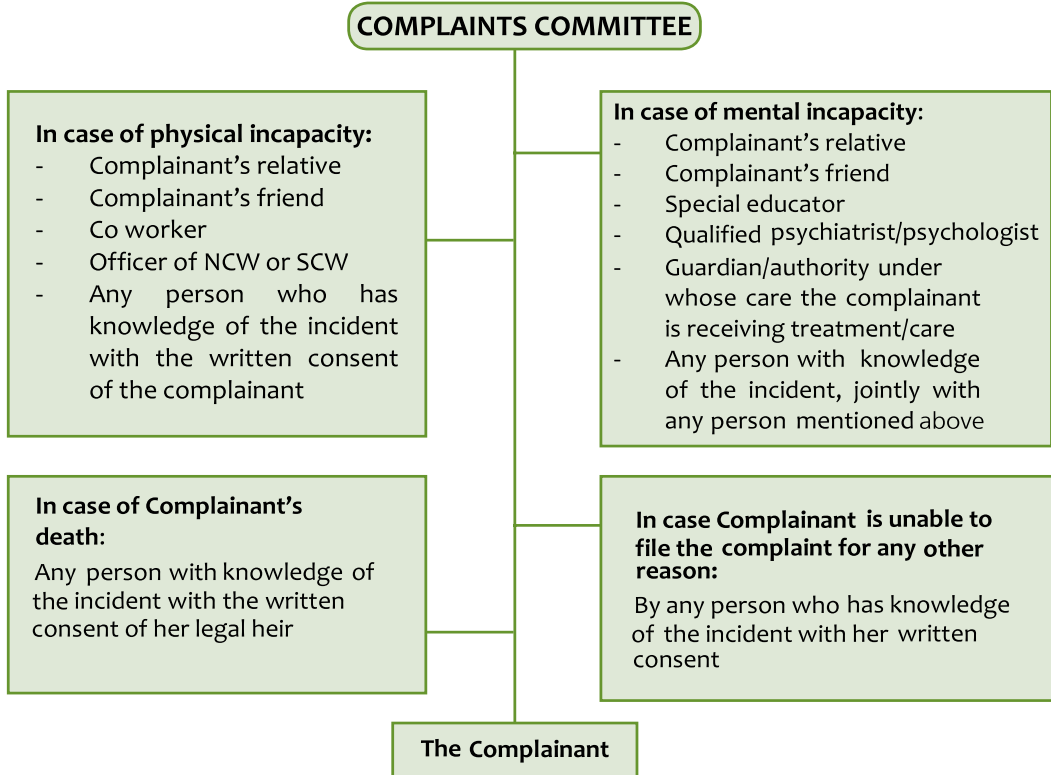 COMPLAINTS COMMITTEE
In case of physical incapacity:
- Complainant’s relative
- Complainant’s friend
- Co worker
- Officer of NCW or SCW
- Any person who has
knowledge of the incident
with the written consent
of the complainant
In case of mental incapacity:
- Complainant’s relative
- Complainant’s friend
- Special educator
- Qualified psychiatrist/psychologist
- Guardian/authority under
whose care the complainant
is receiving treatment/care
- Any person with knowledge
of the incident, jointly with
any person mentioned above
In case of Complainant’s
death:
Any person with knowledge of
the incident with the written
consent of her legal heir
In case Complainant is unable to
file the complaint for any other
reason:
By any person who has knowledge
of the incident with her written
consent
The Complainant